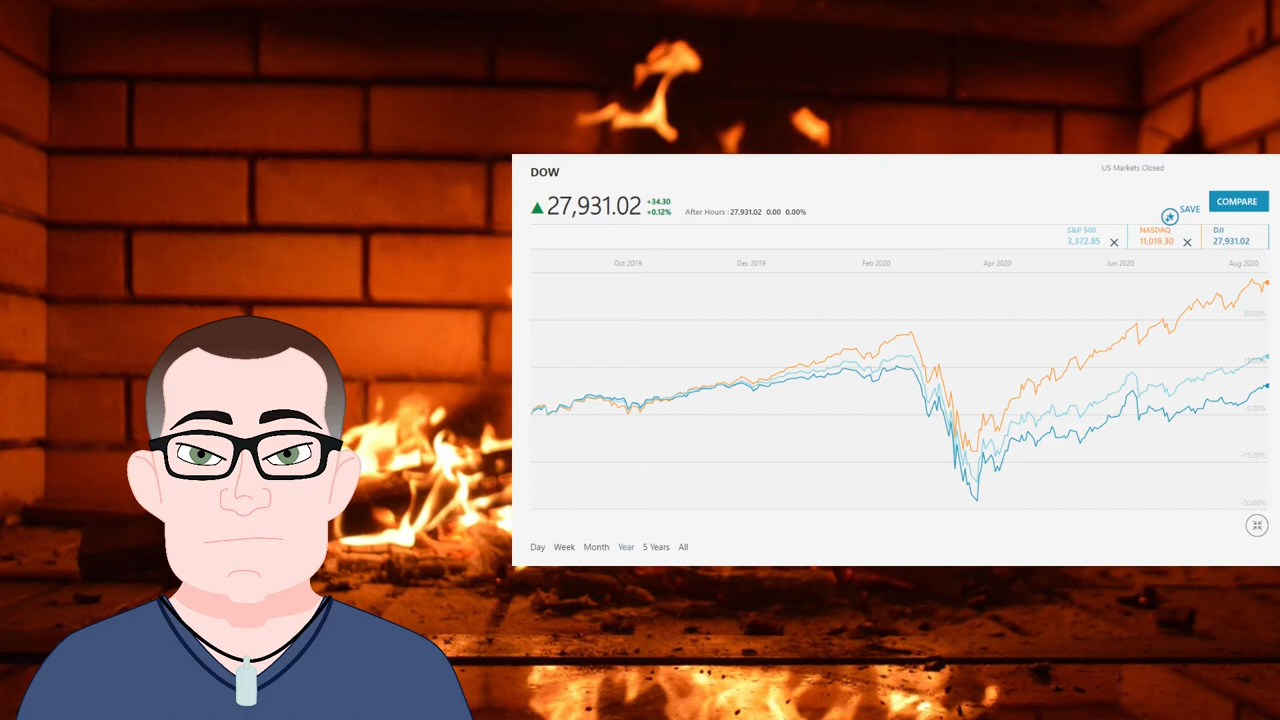 DOW
US Markets Closed
27,931.02
+34.30
+0.12%
After Hours : 27,931.02 0.00 0.00%
SAVE
COMPARE
S&P 500
3,372.85
NASDAQ
11,019.30
DJI
27,931.02
Oct 2019 Dec 2019 Feb 2020 Apr 2020 Jun 2020 Aug 2020
30.00%
15.00%
0.00%
-15.00%
-30.00%
Day Week Month Year 5 Years All